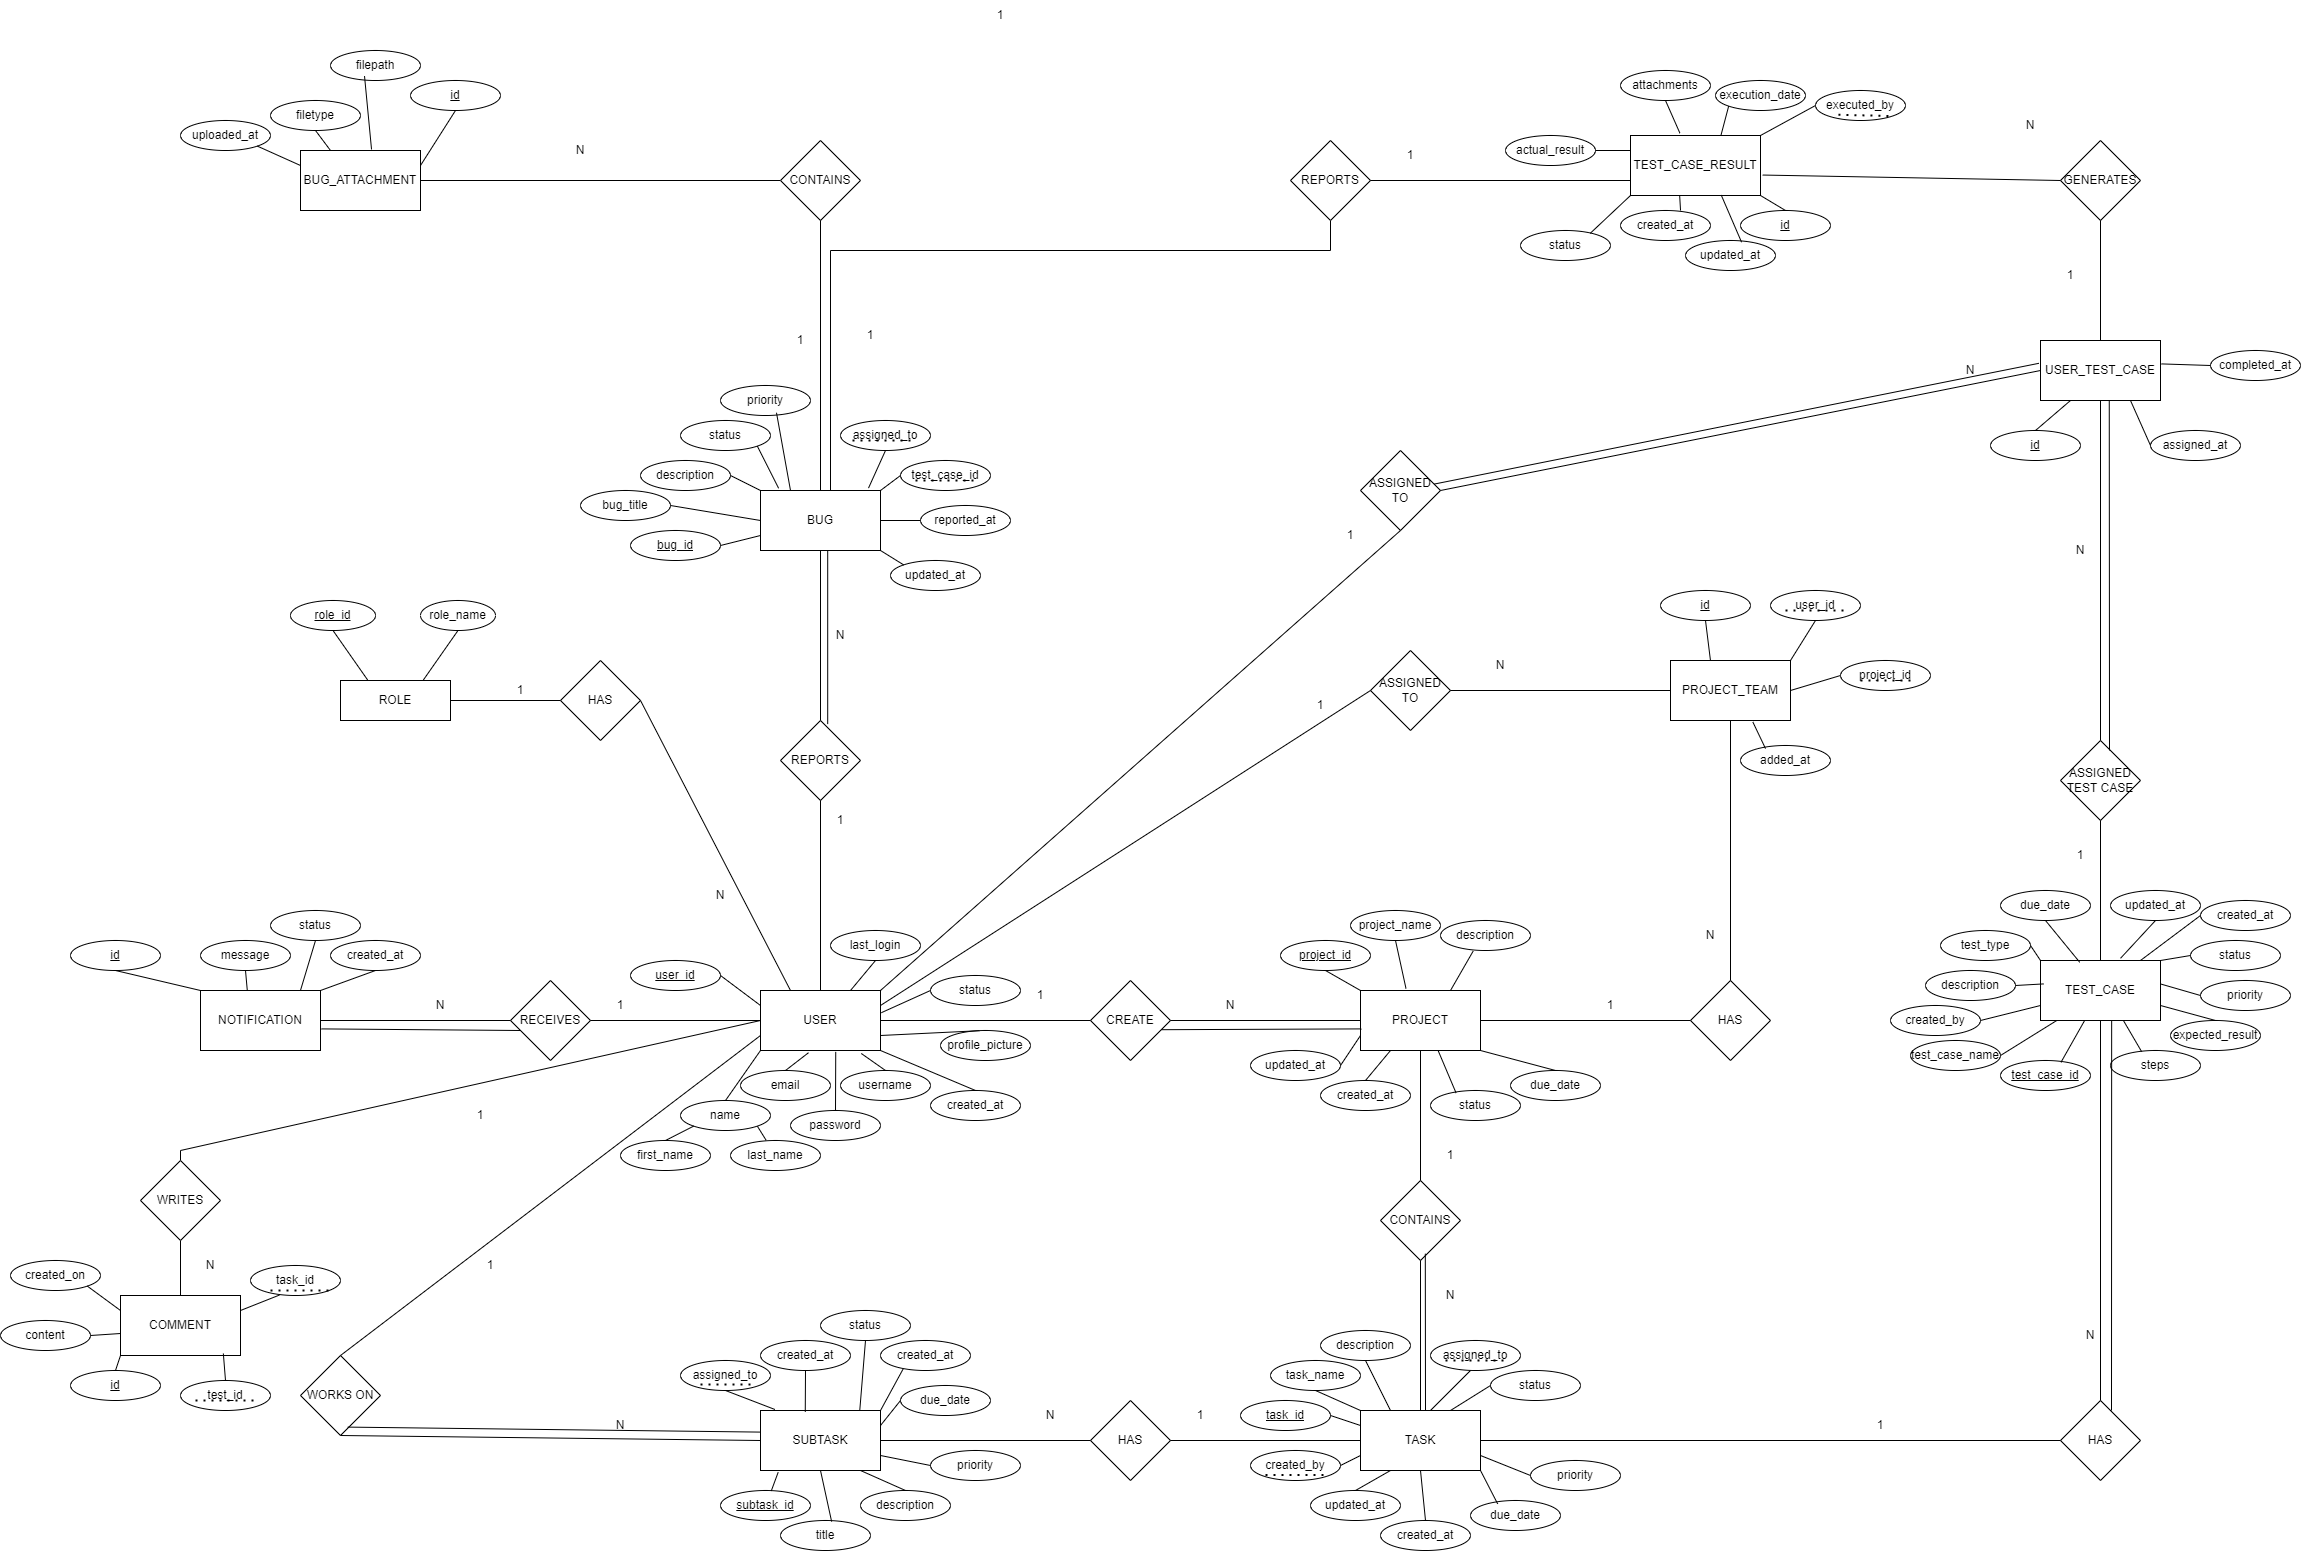 1
filepath
id
filetype
uploaded_at
BUG_ATTACHMENT
N
CONTAINS
REPORTS
1
attachments
execution_date
executed_by
actual_result
TEST_CASE_RESULT
status
created_at
updated_at
id
N
GENERATES
1
1
1
USER_TEST_CASE
completed_at
id
assigned_at
N
priority
status
assigned_to
description
test_case_id
bug_title
BUG
reported_at
bug_id
updated_at
ASSIGNED
TO
1
N
role_id
role_name
ROLE
1
HAS
N
N
REPORTS
1
ASSIGNED
TO
1
N
id
user_id
PROJECT_TEAM
project_id
added_at
ASSIGNED
TEST CASE
1
N
id
message
status
created_at
NOTIFICATION
N
RECEIVES
1
last_login
user_id
status
USER
profile_picture
email
username
created_at
name
password
first_name
last_name
1
CREATE
N
project_name
description
project_id
PROJECT
updated_at
created_at
status
due_date
1
HAS
due_date
updated_at
created_at
test_type
status
description
TEST_CASE
priority
created_by
expected_result
test_case_name
steps
test_case_id
1
WRITES
N
1
created_on
task_id
COMMENT
content
id
test_id
WORKS ON
N
1
CONTAINS
N
status
created_at
created_at
assigned_to
due_date
SUBTASK
priority
subtask_id
description
title
N
HAS
1
description
assigned_to
task_name
status
task_id
TASK
created_by
priority
updated_at
due_date
created_at
1
N
HAS